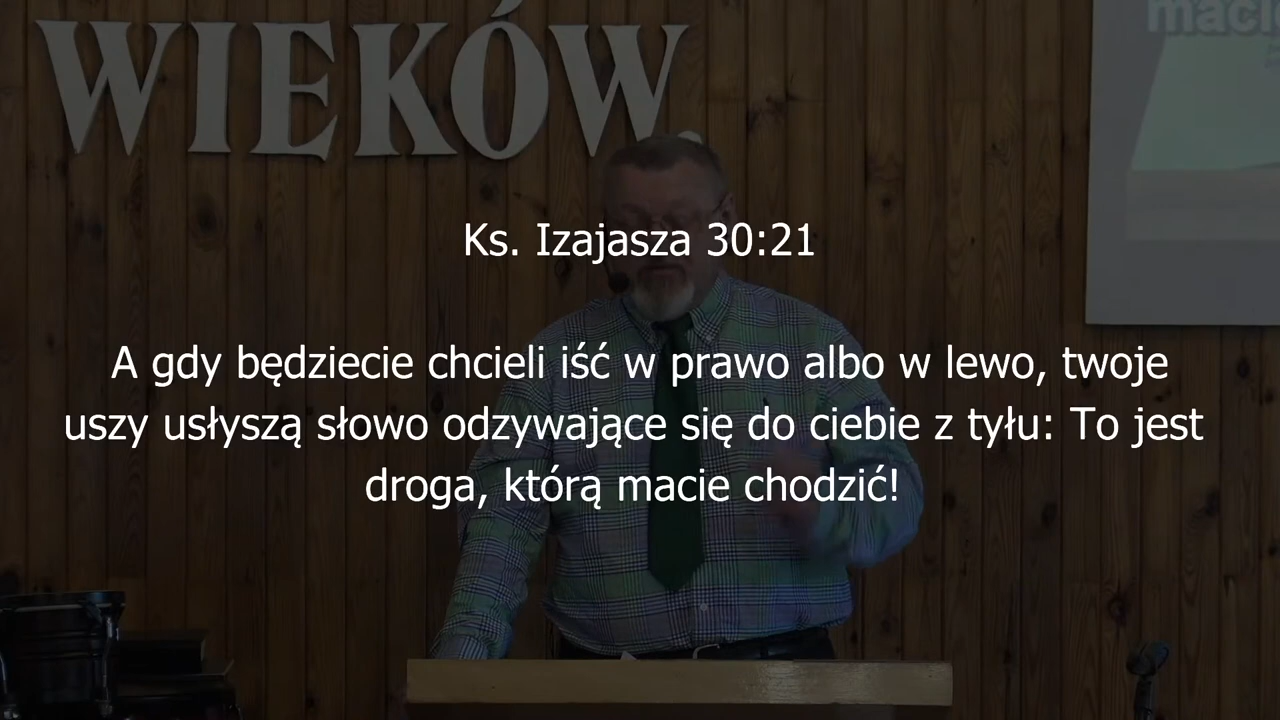 WIEKÓW.
Ks. Izajasza 30:21
A gdy będziecie chcieli iść w prawo albo w lewo, twoje
uszy usłyszą słowo odzywające się do ciebie z tyłu: To jest
droga, którą macie chodzić!